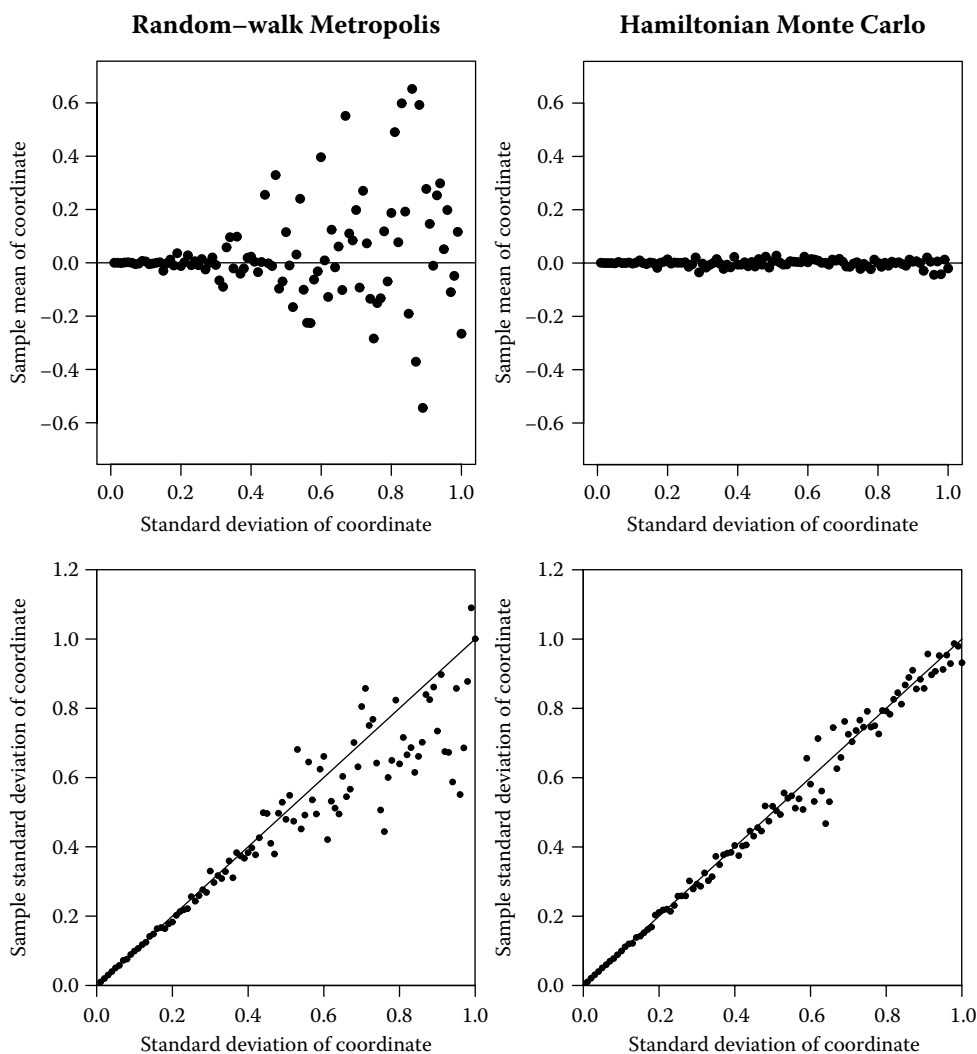 Random–walk Metropolis
Hamiltonian Monte Carlo
Sample mean of coordinate
0.6
0.4
0.2
0.0
−0.2
−0.4
−0.6
0.0 0.2 0.4 0.6 0.8 1.0
Standard deviation of coordinate
Sample mean of coordinate
0.6
0.4
0.2
0.0
−0.2
−0.4
−0.6
0.0 0.2 0.4 0.6 0.8 1.0
Standard deviation of coordinate
Sample standard deviation of coordinate
1.2
1.0
0.8
0.6
0.4
0.2
0.0
0.0 0.2 0.4 0.6 0.8 1.0
Standard deviation of coordinate
Sample standard deviation of coordinate
1.2
1.0
0.8
0.6
0.4
0.2
0.0
0.0 0.2 0.4 0.6 0.8 1.0
Standard deviation of coordinate